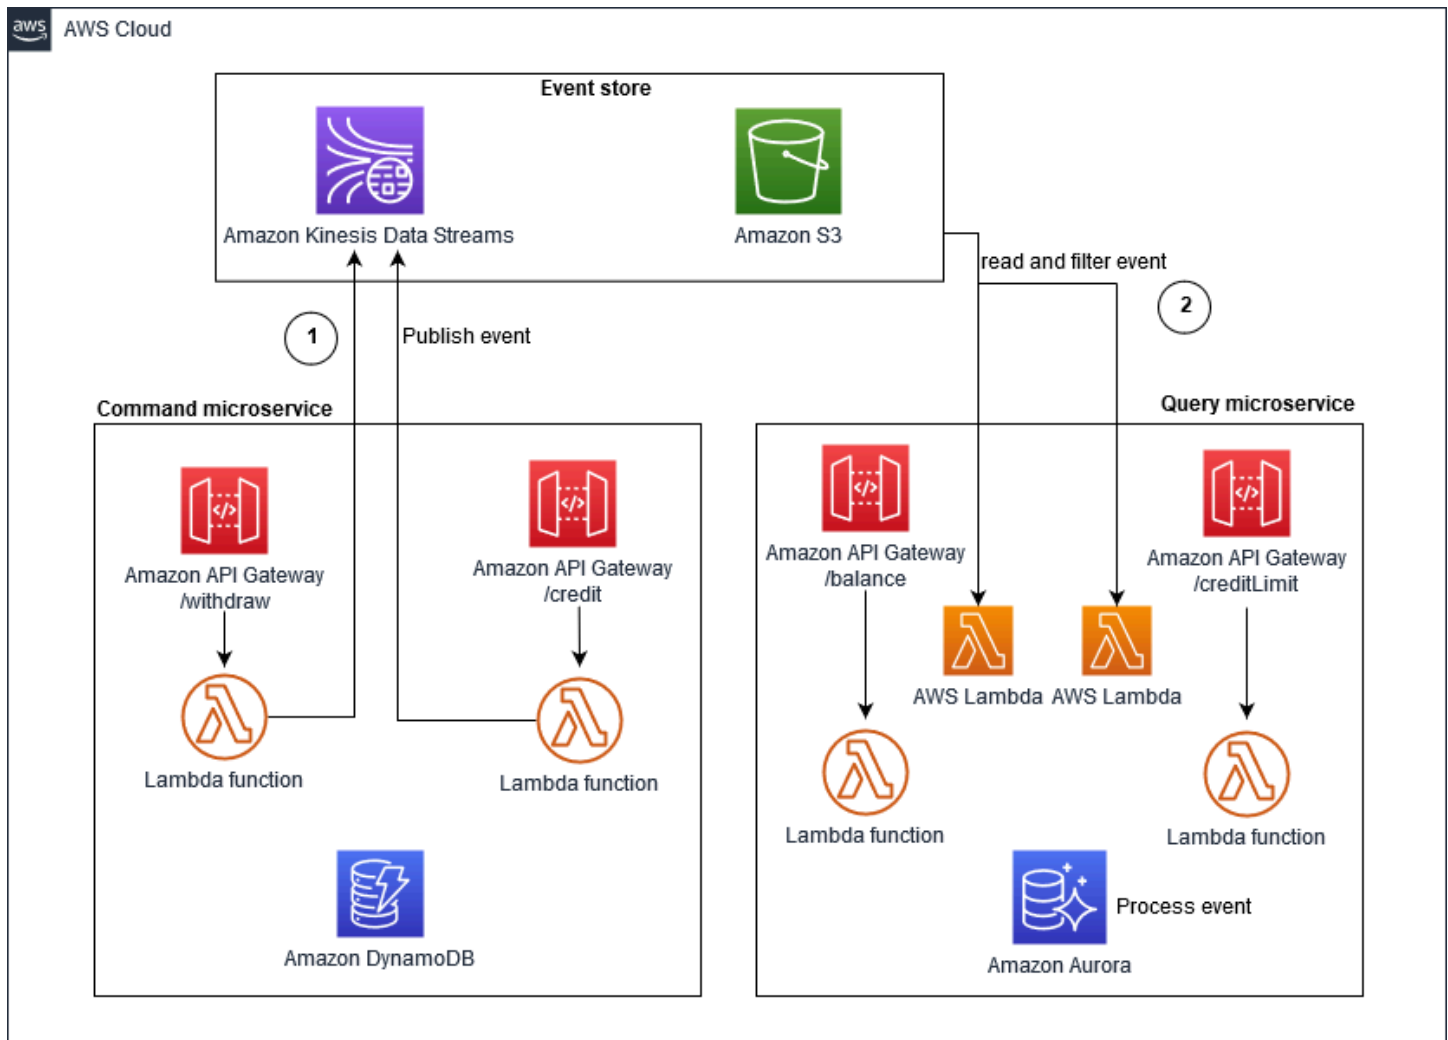 aws
AWS Cloud
Event store
Amazon Kinesis Data Streams
Amazon S3
read and filter event
1
2
Publish event
Command microservice
Query microservice
Amazon API Gateway
/withdraw
Amazon API Gateway
/credit
Amazon API Gateway
/balance
Amazon API Gateway
/creditLimit
AWS Lambda
AWS Lambda
Lambda function
Lambda function
Lambda function
Lambda function
Amazon DynamoDB
Process event
Amazon Aurora